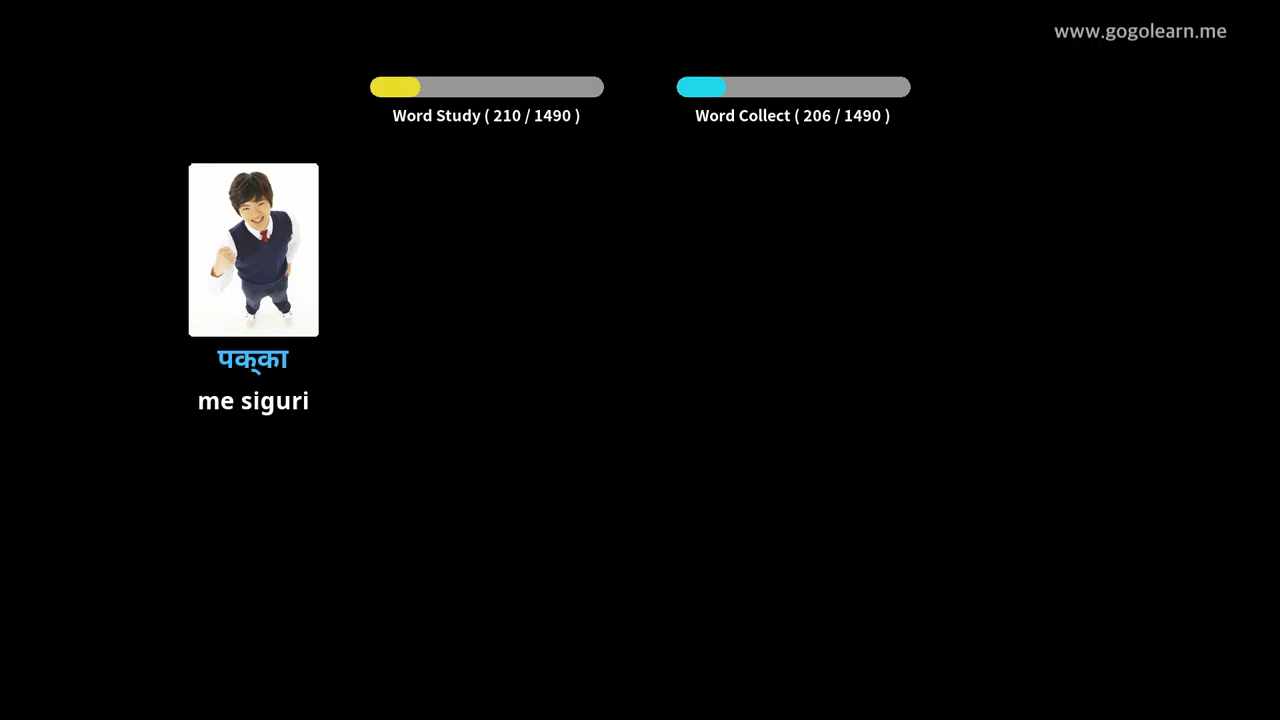 www.gogolearn.me
Word Study ( 210 / 1490 )
Word Collect ( 206 / 1490 )
पक्का
me siguri